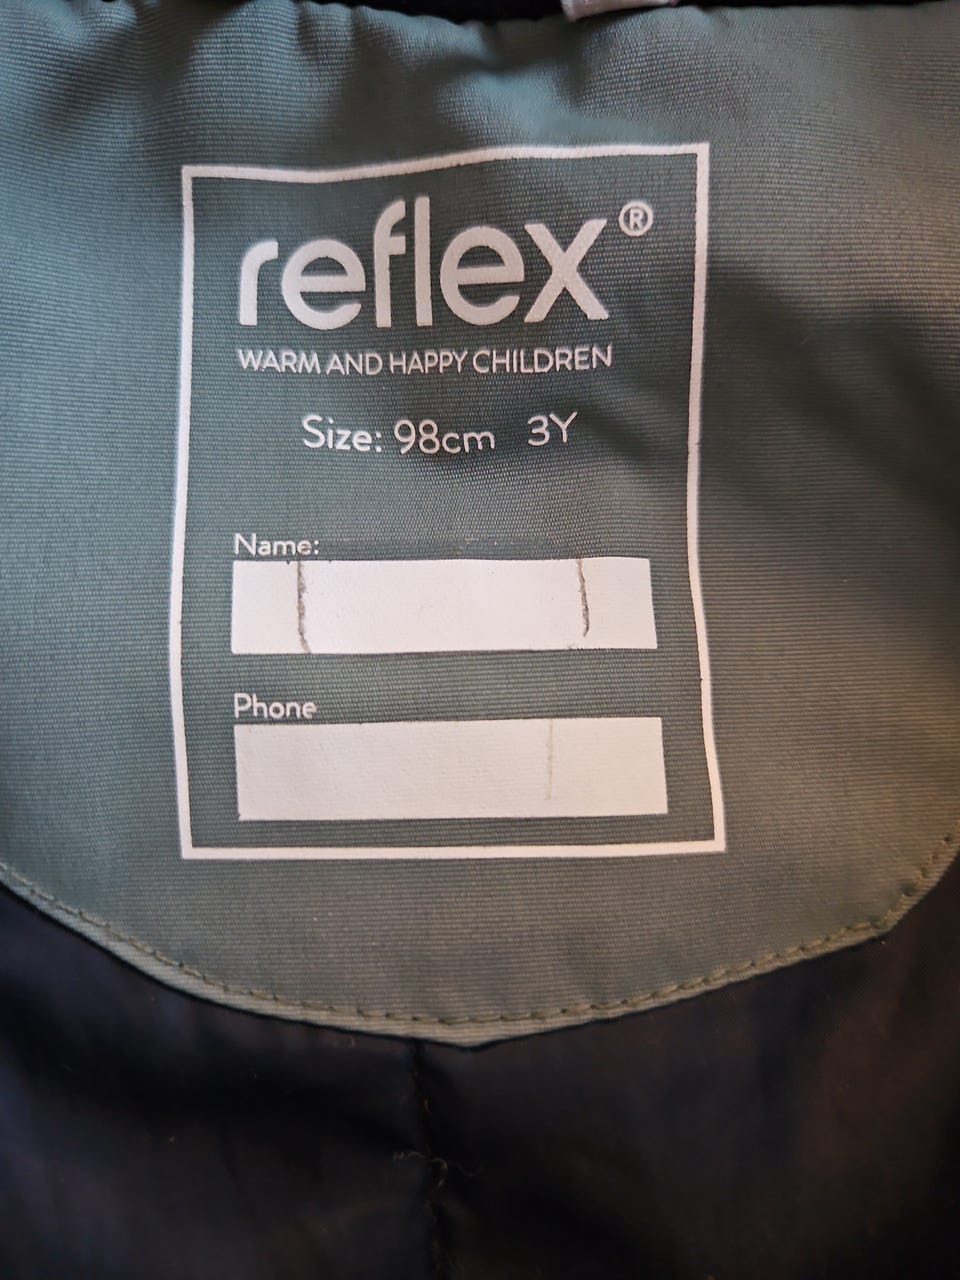 reflex®
WARM AND HAPPY CHILDREN
Size: 98cm 3Y
Name:
Phone